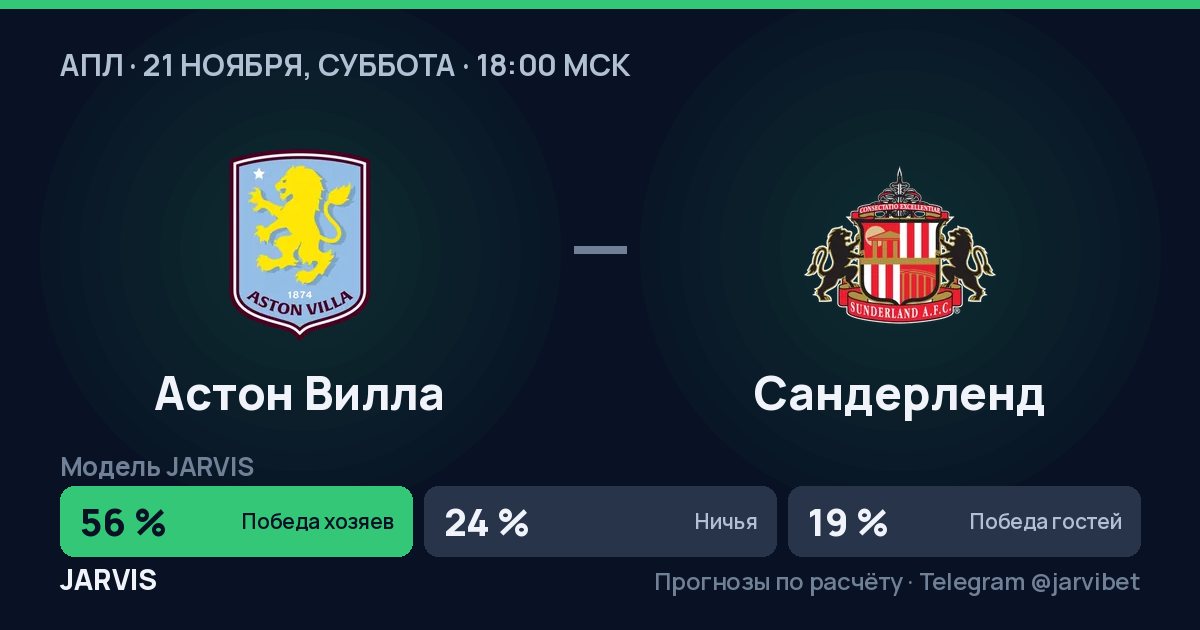 АПЛ · 21 НОЯБРЯ, СУББОТА · 18:00 МСК
1874
ASTON VILLA
CONSECTATIO EXCELLENTIAE
SUNDERLAND A.F.C.
—
Астон Вилла
Сандерленд
Модель JARVIS
56 % Победа хозяев
24 % Ничья
19 % Победа гостей
JARVIS
Прогнозы по расчёту · Telegram @jarvibet